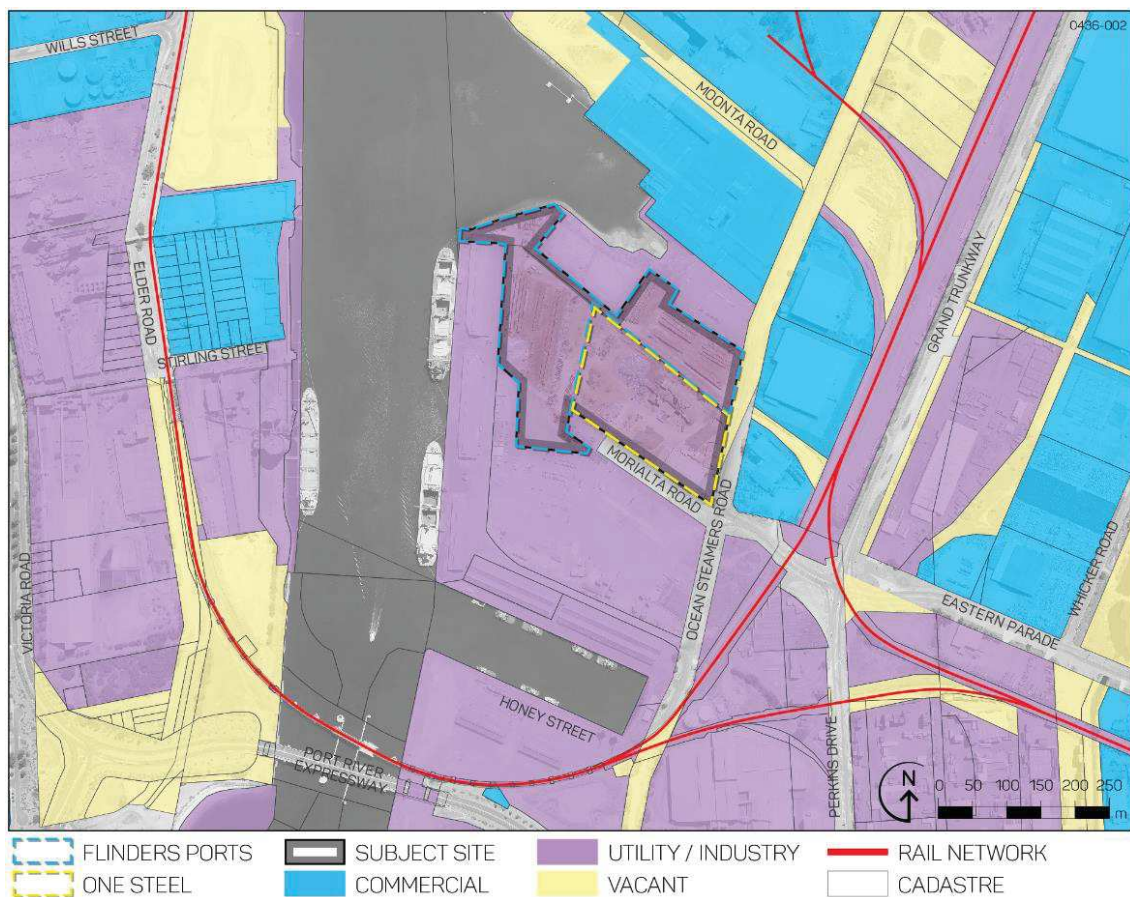 0436-002
WILLS STREET
MOONTA ROAD
ELDER ROAD
GRAND TRUNKWAY
STIRLING STREET
MORIALTA ROAD
OCEAN STEAMERS ROAD
VICTORIA ROAD
WHICKER ROAD
EASTERN PARADE
HONEY STREET
PERKINS DRIVE
PORT RIVER
EXPRESSWAY
N
0 50 100 150 200 250
m
FLINDERS PORTS
SUBJECT SITE
UTILITY / INDUSTRY
RAIL NETWORK
ONE STEEL
COMMERCIAL
VACANT
CADASTRE